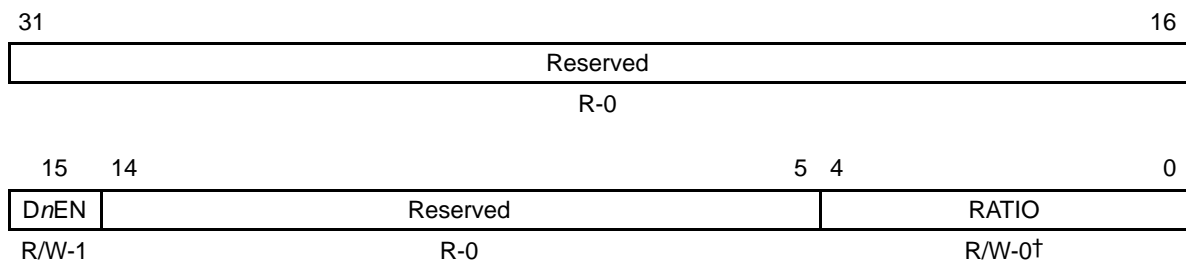 31 16
Reserved
R-0
15 14 5 4 0
DnEN Reserved RATIO
R/W-1 R-0 R/W-0†